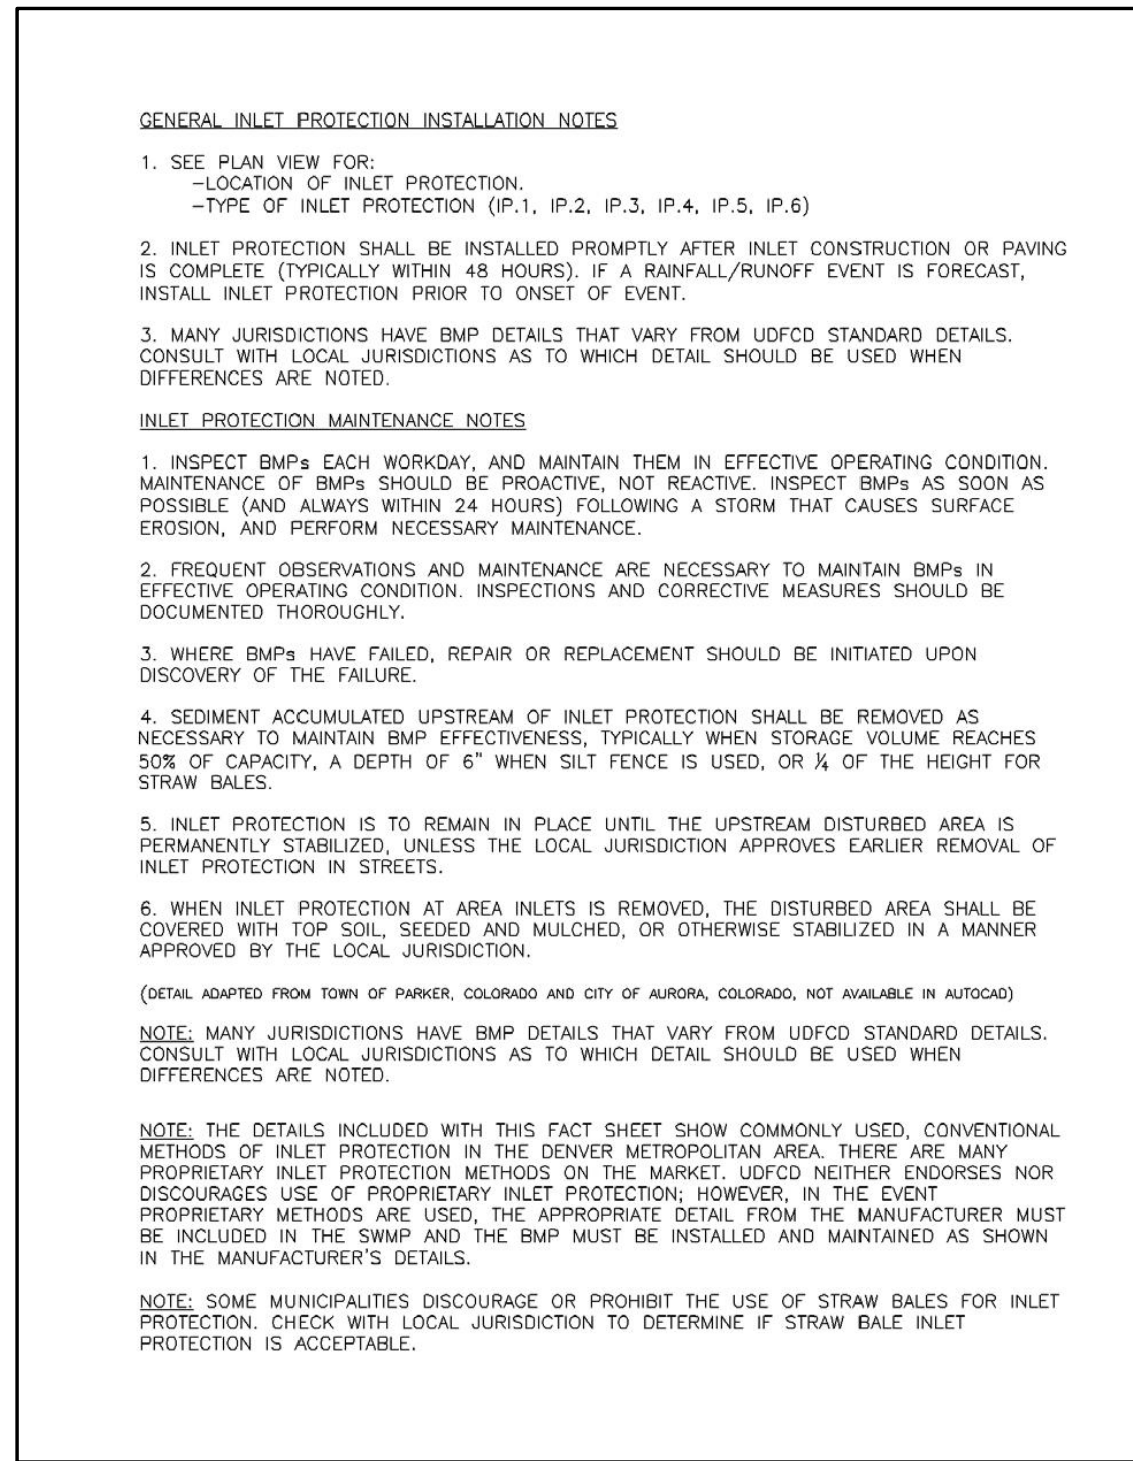 GENERAL INLET PROTECTION INSTALLATION NOTES
1. SEE PLAN VIEW FOR:
-LOCATION OF INLET PROTECTION.
-TYPE OF INLET PROTECTION (IP.1, IP.2, IP.3, IP.4, IP.5, IP.6)
2. INLET PROTECTION SHALL BE INSTALLED PROMPTLY AFTER INLET CONSTRUCTION OR PAVING
IS COMPLETE (TYPICALLY WITHIN 48 HOURS). IF A RAINFALL/RUNOFF EVENT IS FORECAST,
INSTALL INLET PROTECTION PRIOR TO ONSET OF EVENT.
3. MANY JURISDICTIONS HAVE BMP DETAILS THAT VARY FROM UDFCD STANDARD DETAILS.
CONSULT WITH LOCAL JURISDICTIONS AS TO WHICH DETAIL SHOULD BE USED WHEN
DIFFERENCES ARE NOTED.
INLET PROTECTION MAINTENANCE NOTES
1. INSPECT BMPs EACH WORKDAY, AND MAINTAIN THEM IN EFFECTIVE OPERATING CONDITION.
MAINTENANCE OF BMPs SHOULD BE PROACTIVE, NOT REACTIVE. INSPECT BMPs AS SOON AS
POSSIBLE (AND ALWAYS WITHIN 24 HOURS) FOLLOWING A STORM THAT CAUSES SURFACE
EROSION, AND PERFORM NECESSARY MAINTENANCE.
2. FREQUENT OBSERVATIONS AND MAINTENANCE ARE NECESSARY TO MAINTAIN BMPs IN
EFFECTIVE OPERATING CONDITION. INSPECTIONS AND CORRECTIVE MEASURES SHOULD BE
DOCUMENTED THOROUGHLY.
3. WHERE BMPs HAVE FAILED, REPAIR OR REPLACEMENT SHOULD BE INITIATED UPON
DISCOVERY OF THE FAILURE.
4. SEDIMENT ACCUMULATED UPSTREAM OF INLET PROTECTION SHALL BE REMOVED AS
NECESSARY TO MAINTAIN BMP EFFECTIVENESS, TYPICALLY WHEN STORAGE VOLUME REACHES
50% OF CAPACITY, A DEPTH OF 6" WHEN SILT FENCE IS USED, OR ¼ OF THE HEIGHT FOR
STRAW BALES.
5. INLET PROTECTION IS TO REMAIN IN PLACE UNTIL THE UPSTREAM DISTURBED AREA IS
PERMANENTLY STABILIZED, UNLESS THE LOCAL JURISDICTION APPROVES EARLIER REMOVAL OF
INLET PROTECTION IN STREETS.
6. WHEN INLET PROTECTION AT AREA INLETS IS REMOVED, THE DISTURBED AREA SHALL BE
COVERED WITH TOP SOIL, SEEDED AND MULCHED, OR OTHERWISE STABILIZED IN A MANNER
APPROVED BY THE LOCAL JURISDICTION.
(DETAIL ADAPTED FROM TOWN OF PARKER, COLORADO AND CITY OF AURORA, COLORADO, NOT AVAILABLE IN AUTOCAD)
NOTE: MANY JURISDICTIONS HAVE BMP DETAILS THAT VARY FROM UDFCD STANDARD DETAILS.
CONSULT WITH LOCAL JURISDICTIONS AS TO WHICH DETAIL SHOULD BE USED WHEN
DIFFERENCES ARE NOTED.
NOTE: THE DETAILS INCLUDED WITH THIS FACT SHEET SHOW COMMONLY USED, CONVENTIONAL
METHODS OF INLET PROTECTION IN THE DENVER METROPOLITAN AREA. THERE ARE MANY
PROPRIETARY INLET PROTECTION METHODS ON THE MARKET. UDFCD NEITHER ENDORSES NOR
DISCOURAGES USE OF PROPRIETARY INLET PROTECTION; HOWEVER, IN THE EVENT
PROPRIETARY METHODS ARE USED, THE APPROPRIATE DETAIL FROM THE MANUFACTURER MUST
BE INCLUDED IN THE SWMP AND THE BMP MUST BE INSTALLED AND MAINTAINED AS SHOWN
IN THE MANUFACTURER'S DETAILS.
NOTE: SOME MUNICIPALITIES DISCOURAGE OR PROHIBIT THE USE OF STRAW BALES FOR INLET
PROTECTION. CHECK WITH LOCAL JURISDICTION TO DETERMINE IF STRAW BALE INLET
PROTECTION IS ACCEPTABLE.